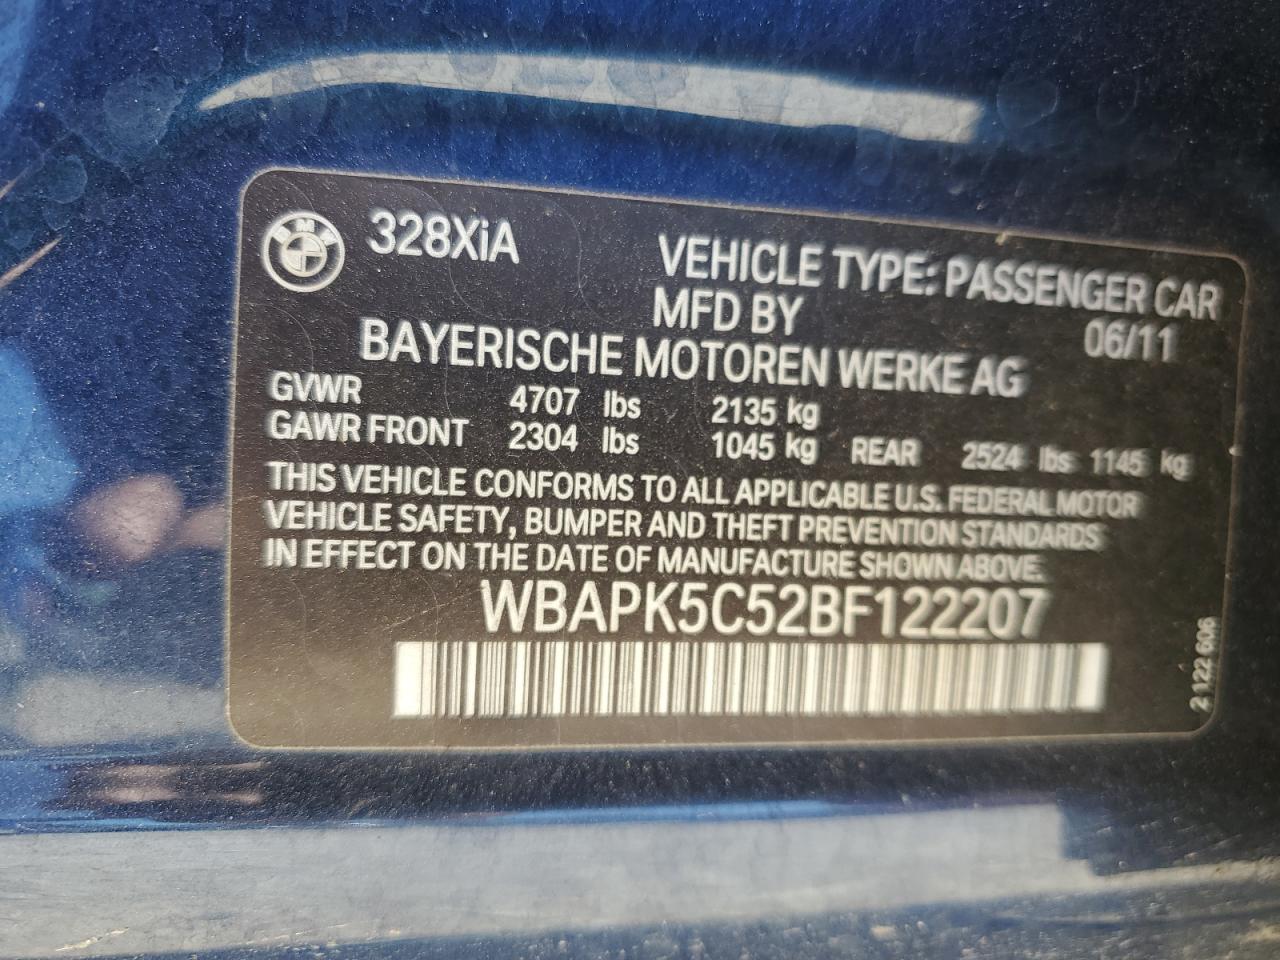 BMW
328XiA
VEHICLE TYPE: PASSENGER CAR
MFD BY
06/11
BAYERISCHE MOTOREN WERKE AG
GVWR 4707 lbs 2135 kg
GAWR FRONT 2304 lbs 1045 kg REAR 2524 lbs 1145 kg
THIS VEHICLE CONFORMS TO ALL APPLICABLE U.S. FEDERAL MOTOR
VEHICLE SAFETY, BUMPER AND THEFT PREVENTION STANDARDS
IN EFFECT ON THE DATE OF MANUFACTURE SHOWN ABOVE.
WBAPK5C52BF122207
2 122 606